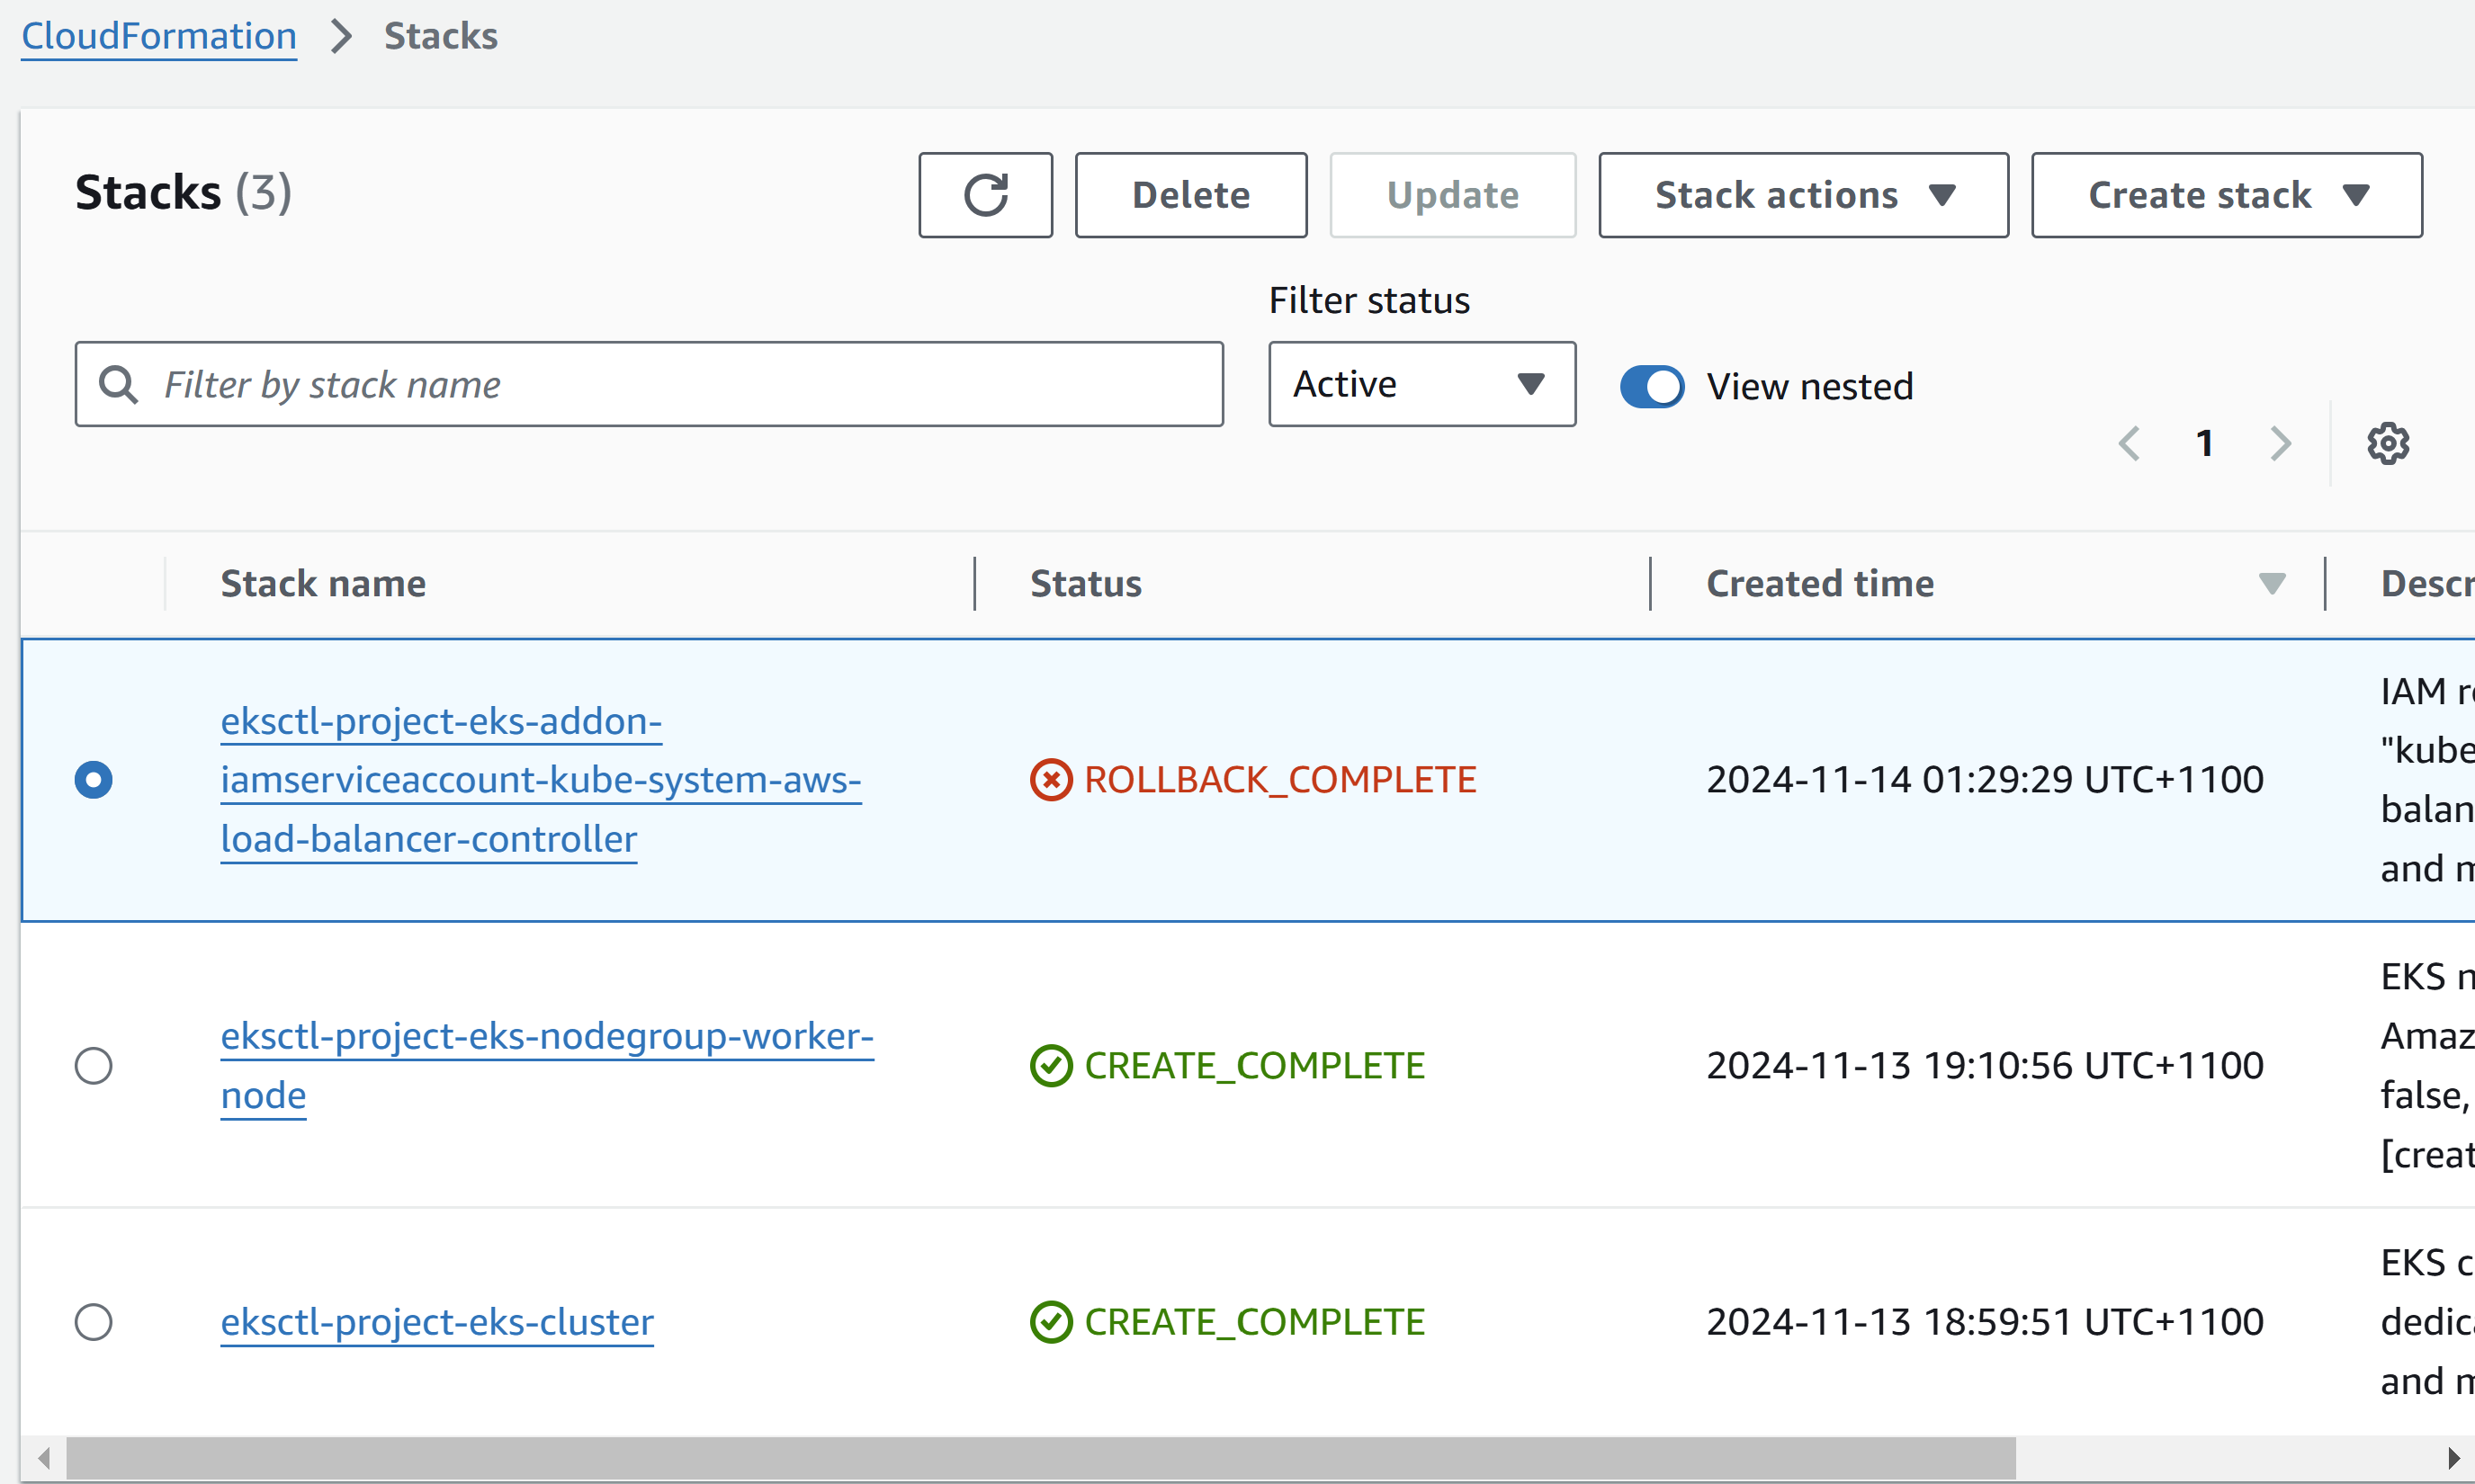 CloudFormation > Stacks
Stacks (3)
Delete
Update
Stack actions
Create stack
Filter status
Filter by stack name
Active
View nested
1
Stack name
Status
Created time
eksctl-project-eks-addon-
iamserviceaccount-kube-system-aws-
load-balancer-controller
ROLLBACK_COMPLETE
2024-11-14 01:29:29 UTC+1100
IAM
"kube
balan
and
eksctl-project-eks-nodegroup-worker-
node
CREATE_COMPLETE
2024-11-13 19:10:56 UTC+1100
EKS
Amaz
false,
[creat
eksctl-project-eks-cluster
CREATE_COMPLETE
2024-11-13 18:59:51 UTC+1100
EKS
and